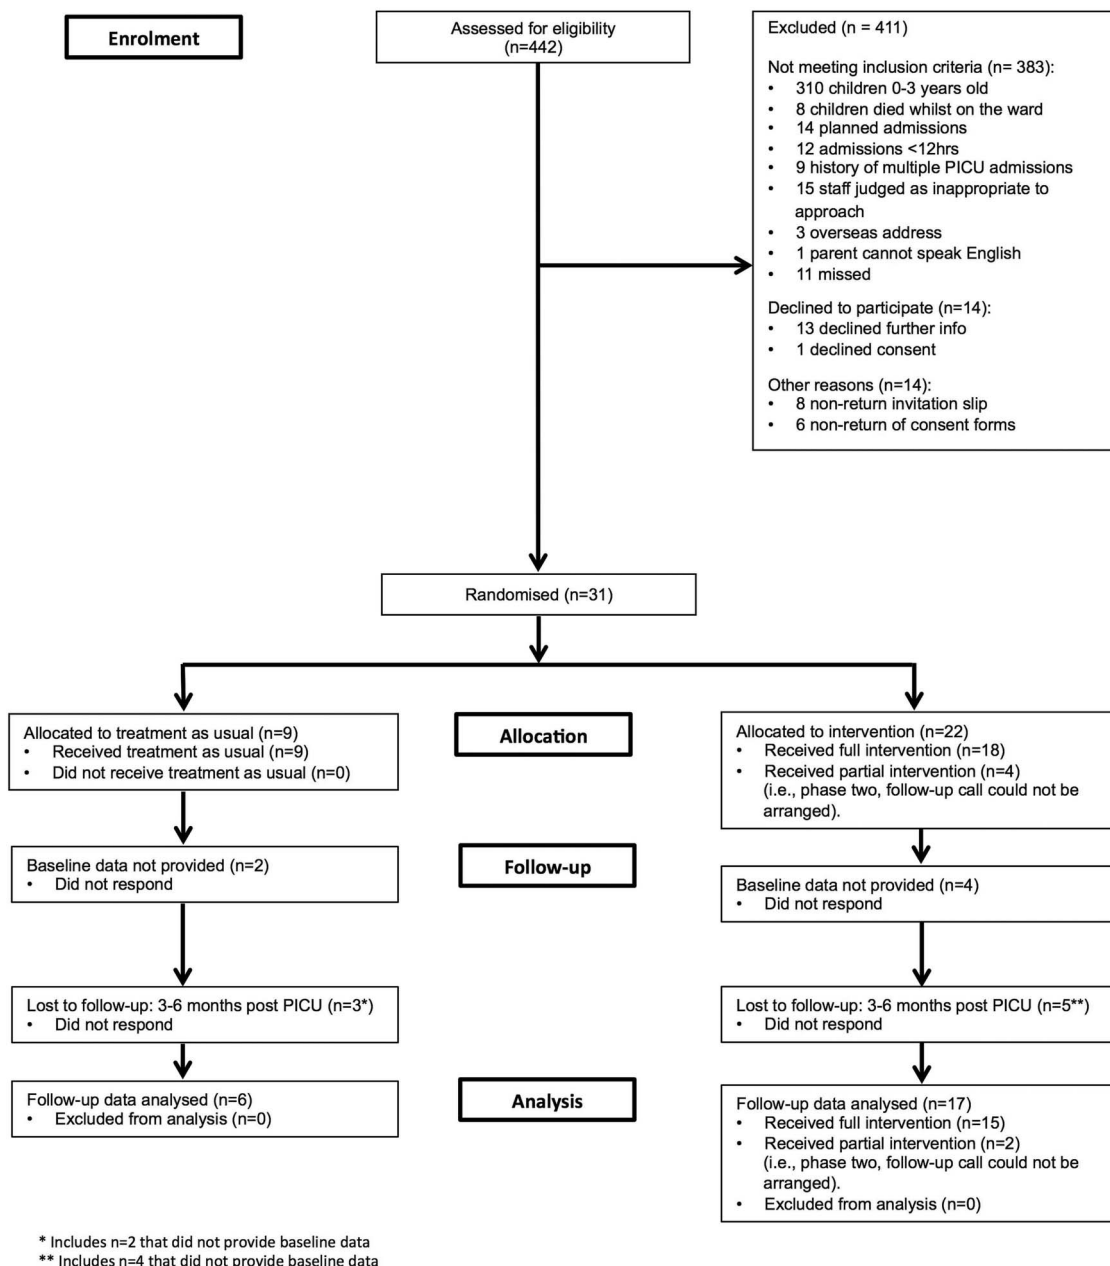 Enrolment
Assessed for eligibility
(n=442)
Excluded (n = 411)
Not meeting inclusion criteria (n= 383):
• 310 children 0-3 years old
• 8 children died whilst on the ward
• 14 planned admissions
• 12 admissions <12hrs
• 9 history of multiple PICU admissions
• 15 staff judged as inappropriate to
approach
• 3 overseas address
• 1 parent cannot speak English
• 11 missed
Declined to participate (n=14):
• 13 declined further info
• 1 declined consent
Other reasons (n=14):
• 8 non-return invitation slip
• 6 non-return of consent forms
Randomised (n=31)
Allocated to treatment as usual (n=9)
• Received treatment as usual (n=9)
• Did not receive treatment as usual (n=0)
Allocation
Allocated to intervention (n=22)
• Received full intervention (n=18)
• Received partial intervention (n=4)
(i.e., phase two, follow-up call could not be
arranged).
Baseline data not provided (n=2)
• Did not respond
Follow-up
Baseline data not provided (n=4)
• Did not respond
Lost to follow-up: 3-6 months post PICU (n=3*)
• Did not respond
Lost to follow-up: 3-6 months post PICU (n=5**)
• Did not respond
Follow-up data analysed (n=6)
• Excluded from analysis (n=0)
Analysis
Follow-up data analysed (n=17)
• Received full intervention (n=15)
• Received partial intervention (n=2)
(i.e., phase two, follow-up call could not be
arranged).
• Excluded from analysis (n=0)
* Includes n=2 that did not provide baseline data
** Includes n=4 that did not provide baseline data